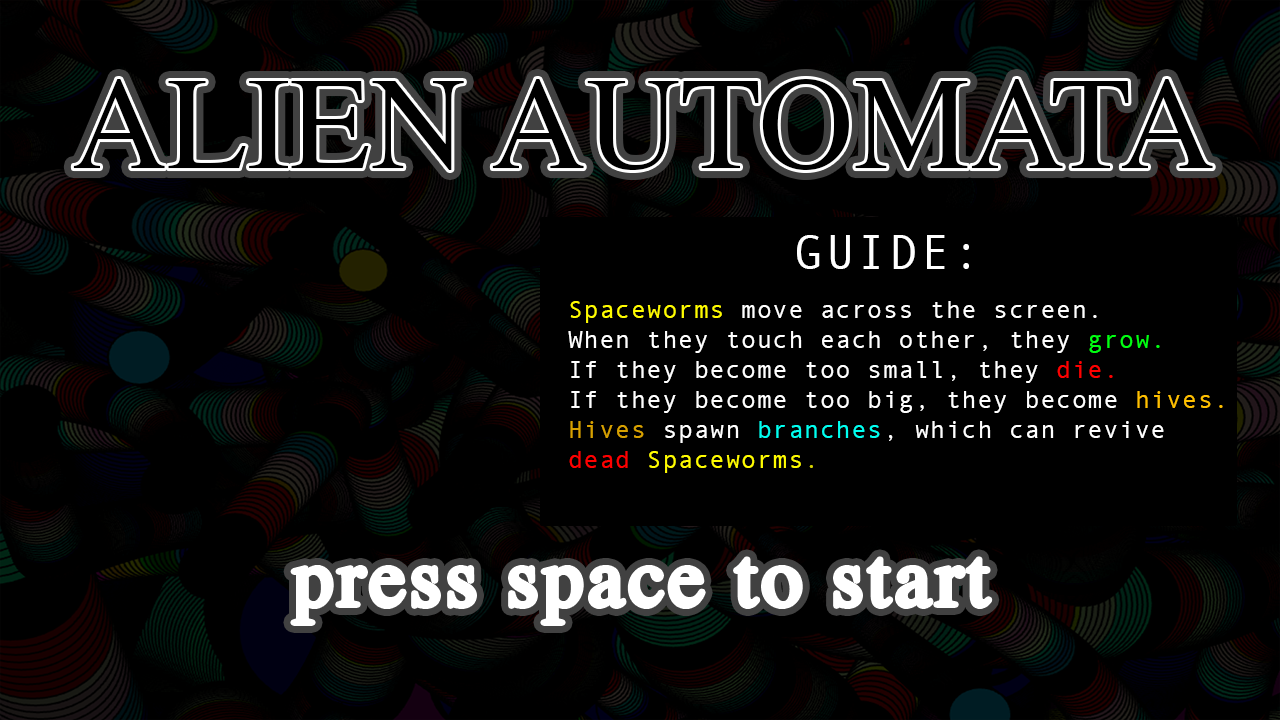 ALIEN AUTOMATA
GUIDE:
Spaceworms move across the screen.
When they touch each other, they grow.
If they become too small, they die.
If they become too big, they become hives.
Hives spawn branches, which can revive
dead Spaceworms.
press space to start